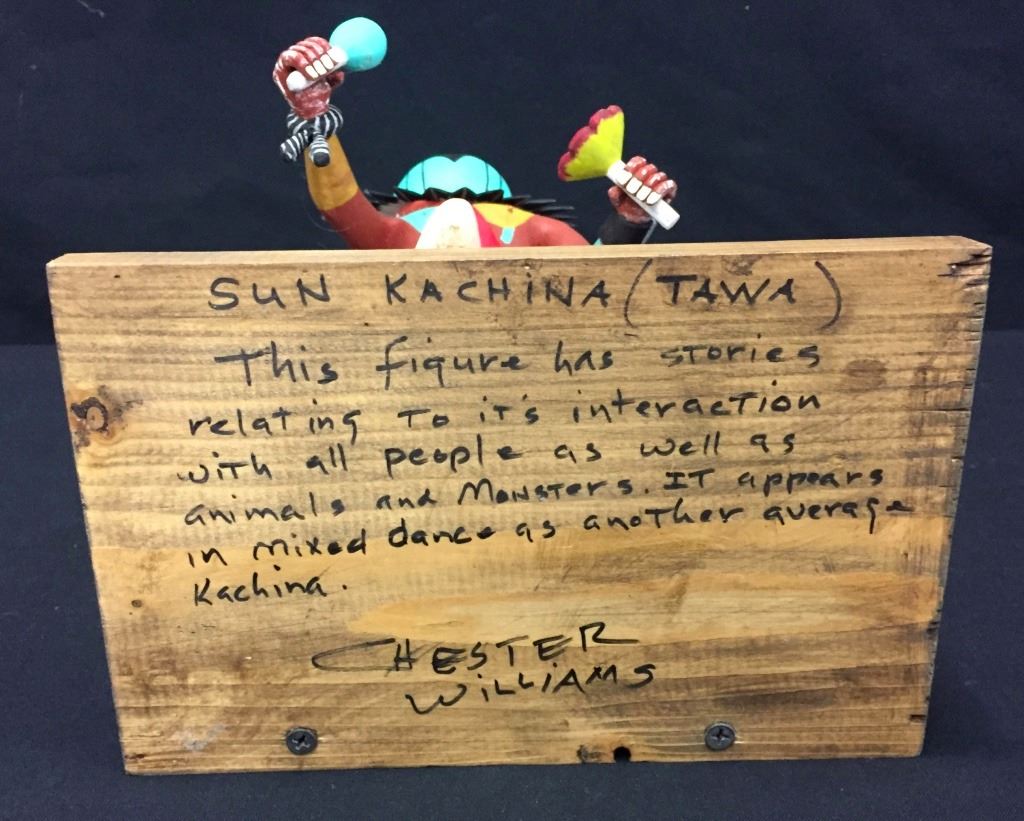 SUN KACHINA (TAWA)
This figure has stories
relating to it's interaction
with all people as well as
animals and Monsters. IT appears
in mixed dance as another average
Kachina.
CHESTER
WILLIAMS